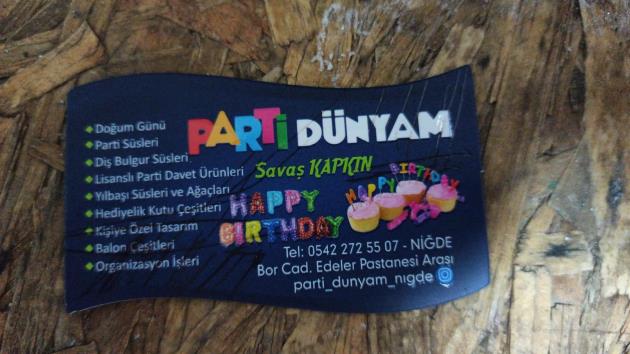 Doğum Günü
Parti Süsleri
Diş Bulgur Süsleri
Lisanslı Parti Davet Ürünleri
Yılbaşı Süsleri ve Ağaçları
Hediyelik Kutu Çeşitleri
Kişiye Özel Tasarım
Balon Çeşitleri
Organizasyon İşleri
PARTİ DÜNYAM
Savaş KAPKIN
HAPPY
BIRTHDAY
HAPPY BIRTHDAY
Tel: 0542 272 55 07 - NİĞDE
Bor Cad. Edeler Pastanesi Arası
parti_dunyam_nıgde